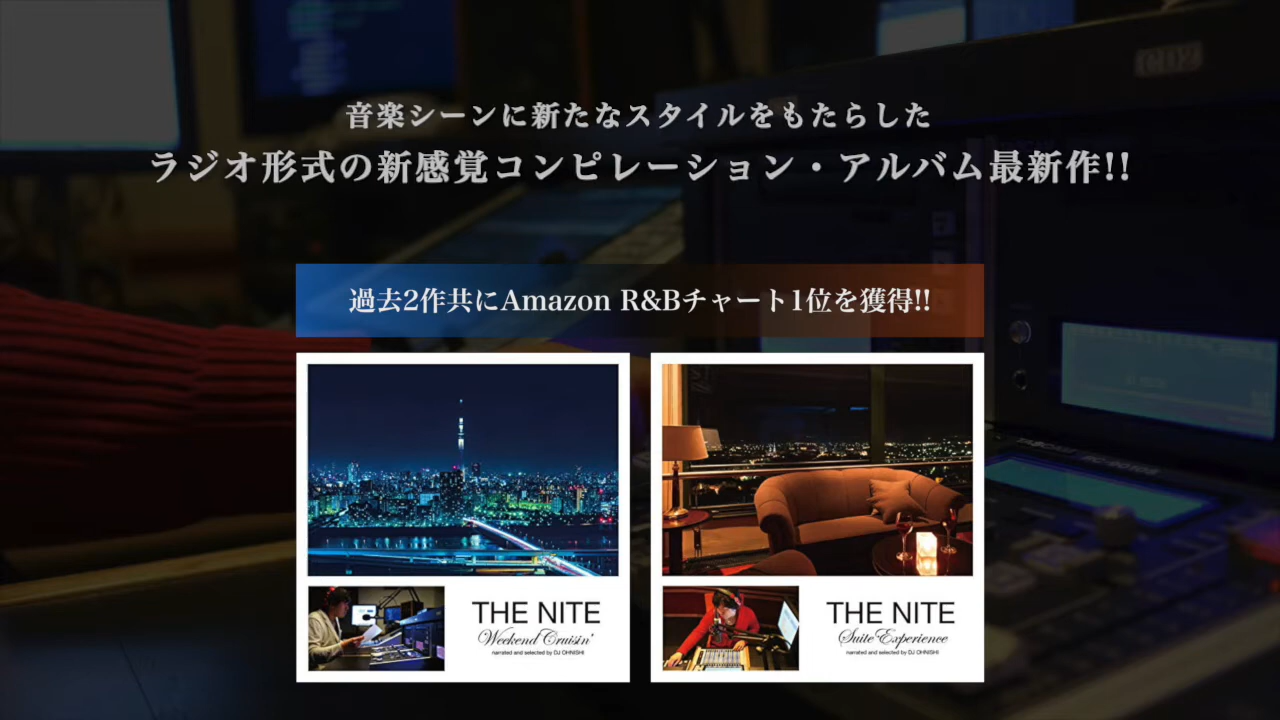 音楽シーンに新たなスタイルをもたらした
ラジオ形式の新感覚コンピレーション・アルバム最新作!!
過去2作共にAmazon R&Bチャート1位を獲得!!
THE NITE
Weekend Cruisin'
narrated and selected by DJ OHNISHI
THE NITE
Suite Experience
narrated and selected by DJ OHNISHI
CD2